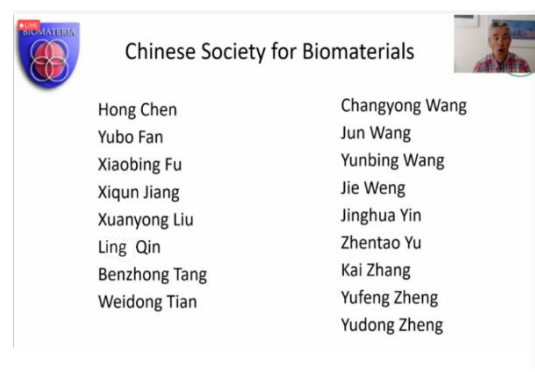 LIVE
BIOMATERIA
Chinese Society for Biomaterials
Hong Chen
Yubo Fan
Xiaobing Fu
Xiqun Jiang
Xuanyong Liu
Ling Qin
Benzhong Tang
Weidong Tian
Changyong Wang
Jun Wang
Yunbing Wang
Jie Weng
Jinghua Yin
Zhentao Yu
Kai Zhang
Yufeng Zheng
Yudong Zheng